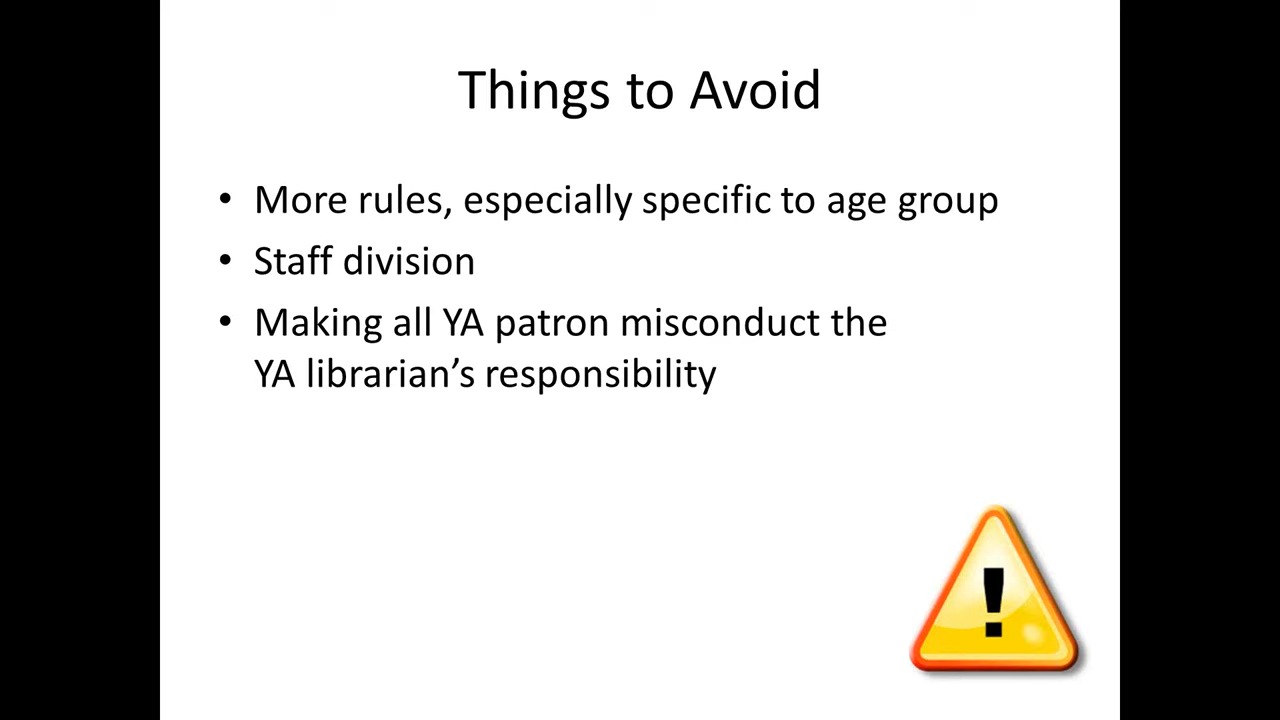 Things to Avoid
• More rules, especially specific to age group
• Staff division
• Making all YA patron misconduct the
YA librarian’s responsibility
!